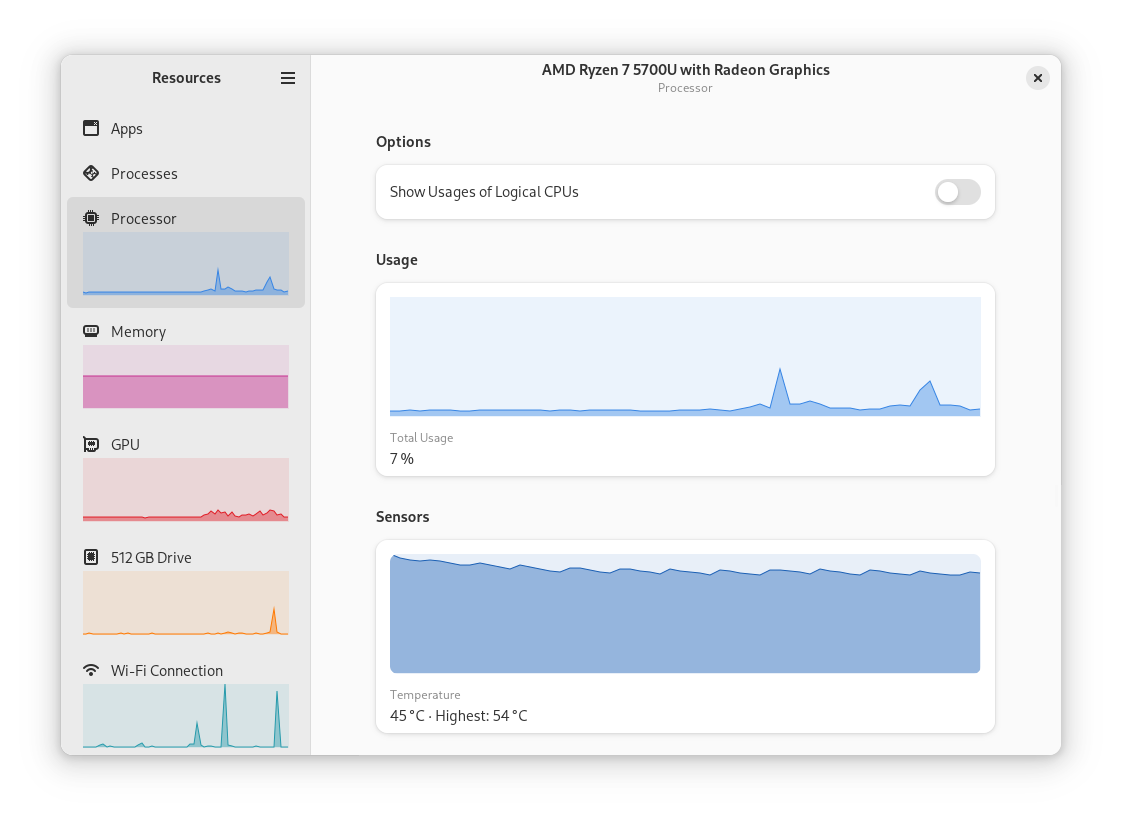 Resources
Apps
Processes
Processor
Memory
GPU
512 GB Drive
Wi-Fi Connection
AMD Ryzen 7 5700U with Radeon Graphics
Processor
Options
Show Usages of Logical CPUs
Usage
Total Usage
7 %
Sensors
Temperature
45 °C · Highest: 54 °C